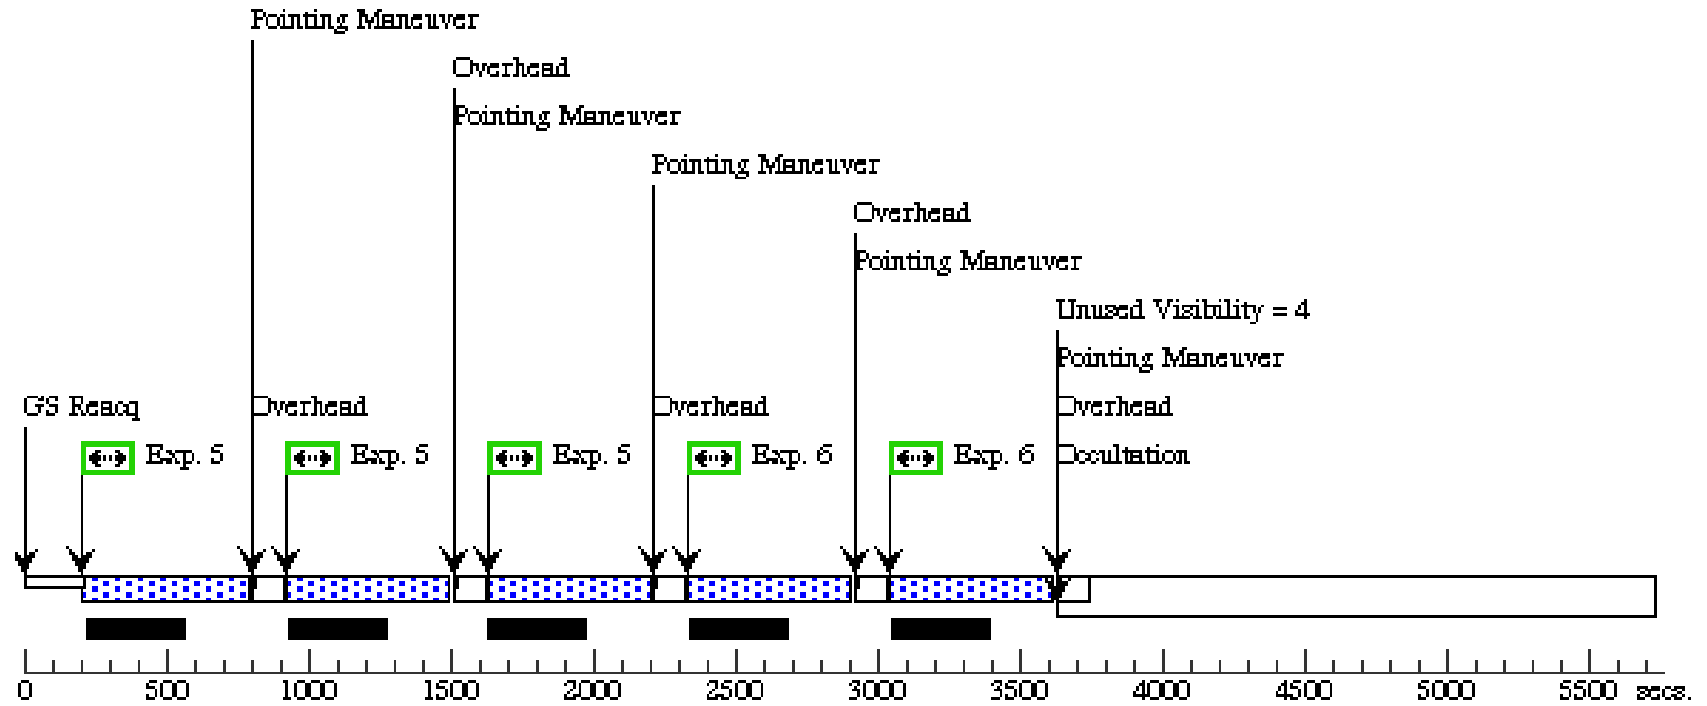 Pointing Maneuver
Overhead
Pointing Maneuver
Pointing Maneuver
Overhead
Pointing Maneuver
Unused Visibility = 4
Pointing Maneuver
GS Reacq Overhead Overhead Overhead
Exp. 5 Exp. 5 Exp. 5 Exp. 6 Exp. 6 Occultation
0 500 1000 1500 2000 2500 3000 3500 4000 4500 5000 5500 secs.